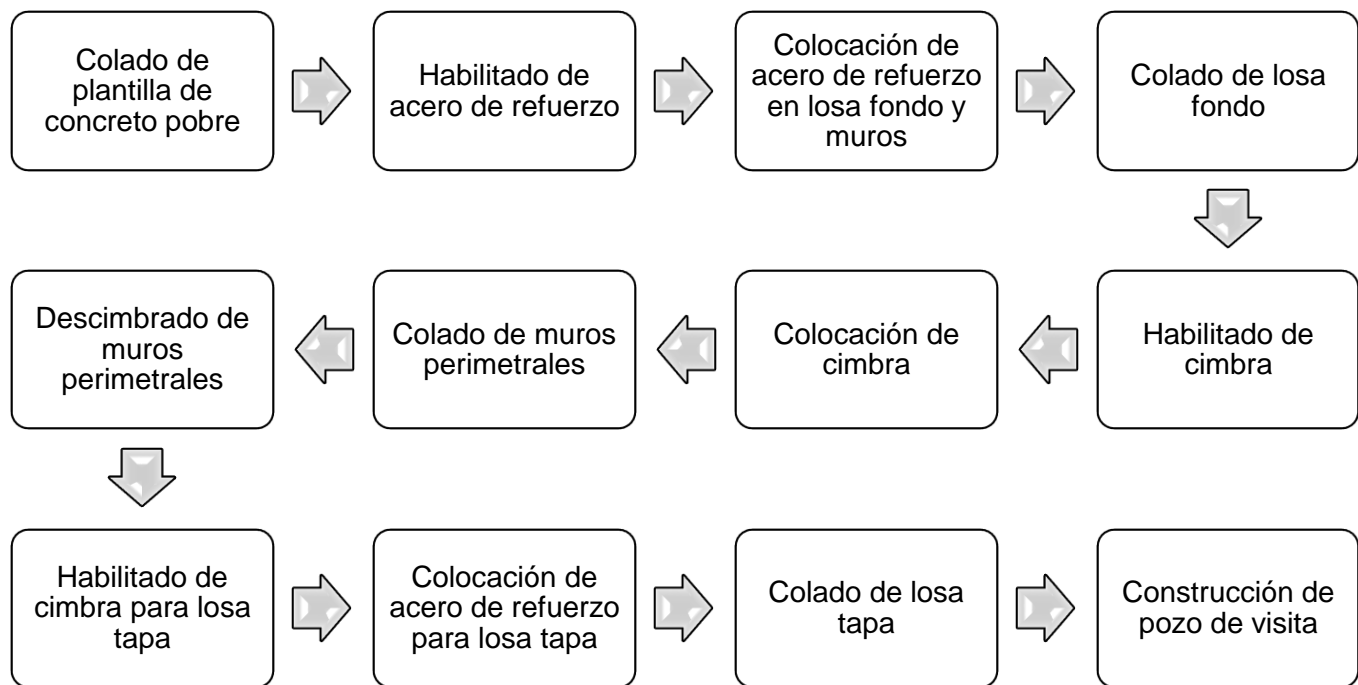 Colado de
plantilla de
concreto pobre
Habilitado de
acero de refuerzo
Colocación de
acero de refuerzo
en losa fondo y
muros
Colado de losa
fondo
Habilitado de
cimbra
Colocación de
cimbra
Colado de muros
perimetrales
Descimbrado de
muros
perimetrales
Habilitado de
cimbra para losa
tapa
Colocación de
acero de refuerzo
para losa tapa
Colado de losa
tapa
Construcción de
pozo de visita